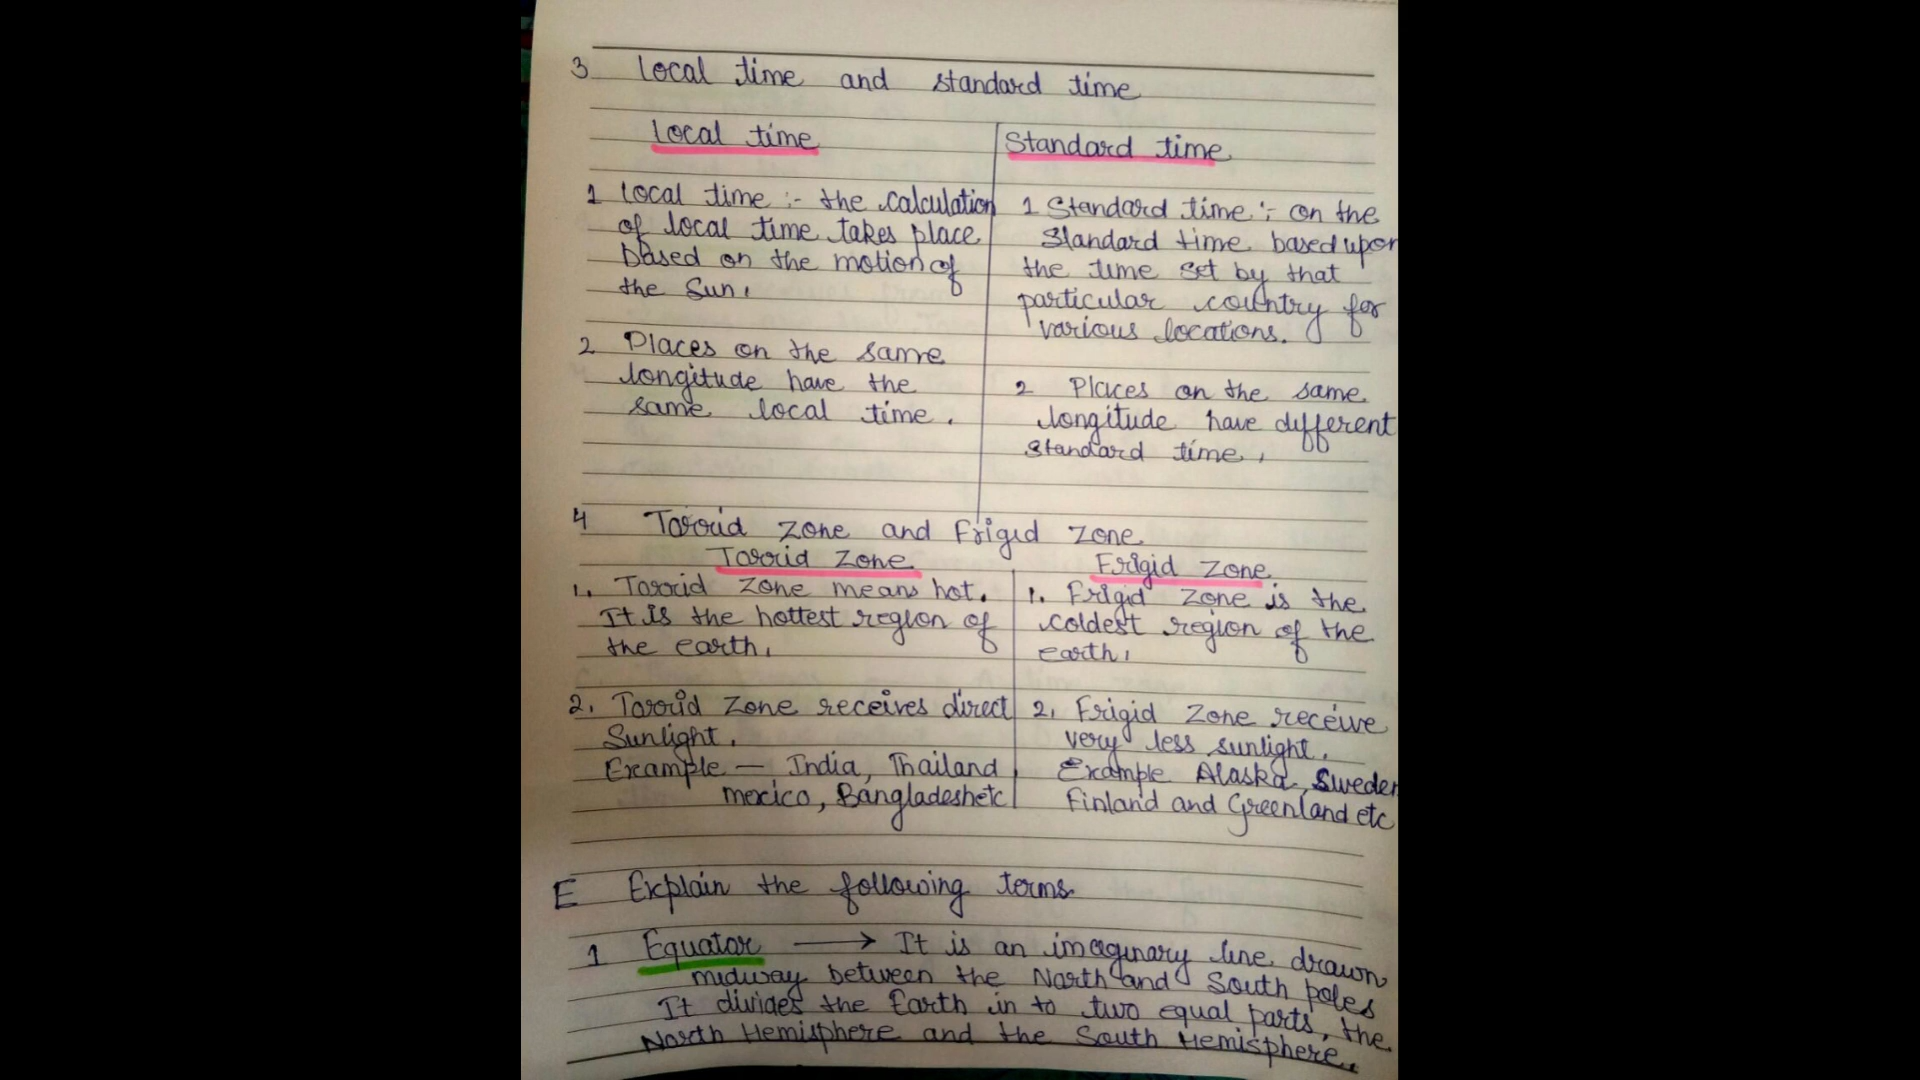 3 Local time and standard time
Local time
1 Local time :- the calculation
of local time takes place
based on the motion of
the Sun.
2 Places on the same
longitude have the
same local time.
Standard time
1 Standard time :- on the
Standard time based upon
the time set by that
particular country for
various locations.
2 Places on the same
longitude have different
Standard time.
4 Torrid zone and Frigid zone
Torrid Zone
1. Torrid zone means hot.
It is the hottest region of
the earth.
2. Torrid Zone receives direct
Sunlight.
Example — India, Thailand
mexico, Bangladesh etc
Frigid zone
1. Frigid zone is the
coldest region of the
earth.
2. Frigid Zone receive
very less sunlight.
Example Alaska, Sweden
Finland and Greenland etc
E Explain the following terms
1 Equator → It is an imaginary line drawn
midway between the North and South poles
It divides the Earth in to two equal parts, the
North Hemisphere and the South Hemisphere.